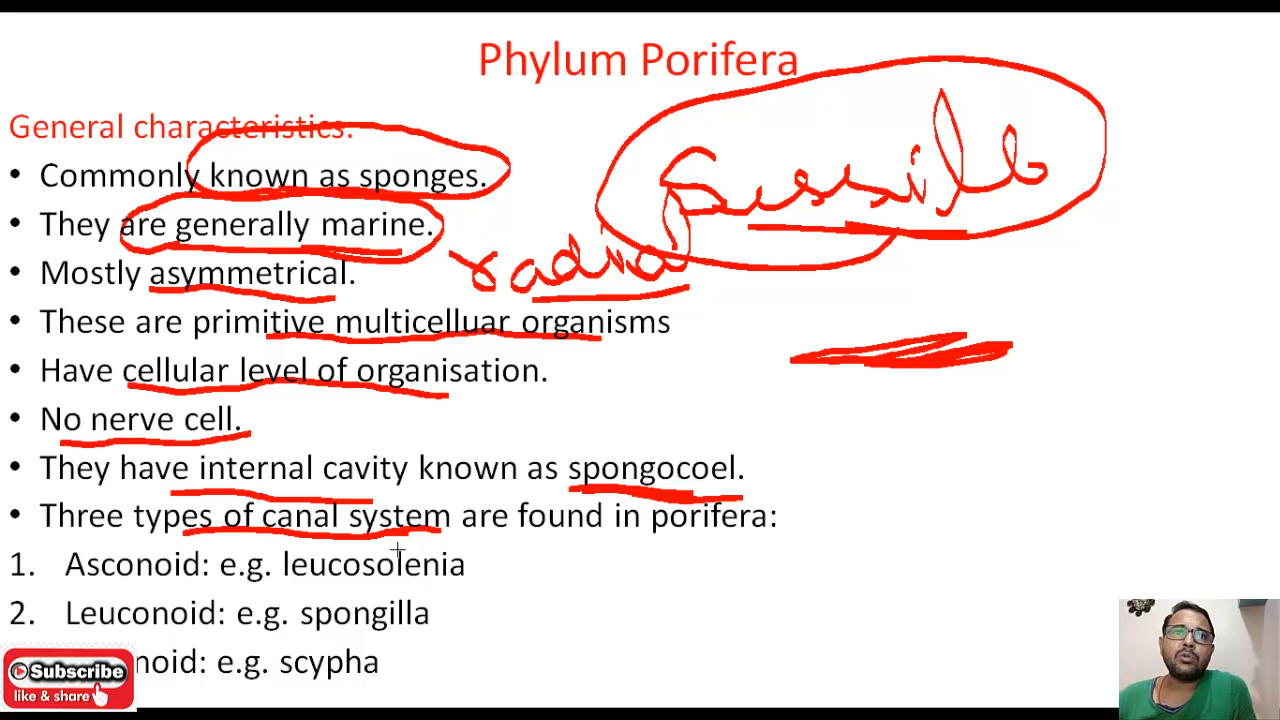 Phylum Porifera
General characteristics:
• Commonly known as sponges.
• They are generally marine.
sessile
• Mostly asymmetrical.
radial
• These are primitive multicelluar organisms
• Have cellular level of organisation.
• No nerve cell.
• They have internal cavity known as spongocoel.
• Three types of canal system are found in porifera:
1. Asconoid: e.g. leucosolenia
2. Leuconoid: e.g. spongilla
noid: e.g. scypha
Subscribe
like & share